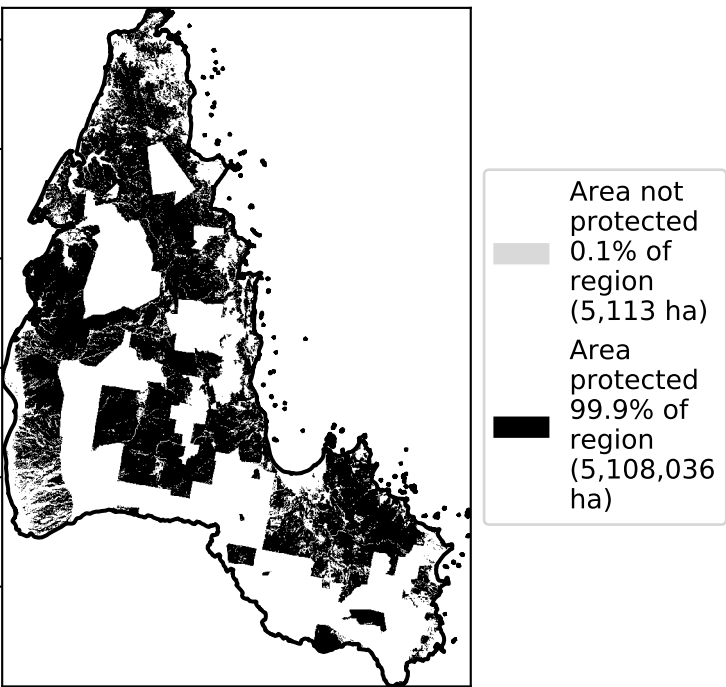 Area not
protected
0.1% of
region
(5,113 ha)
Area
protected
99.9% of
region
(5,108,036
ha)